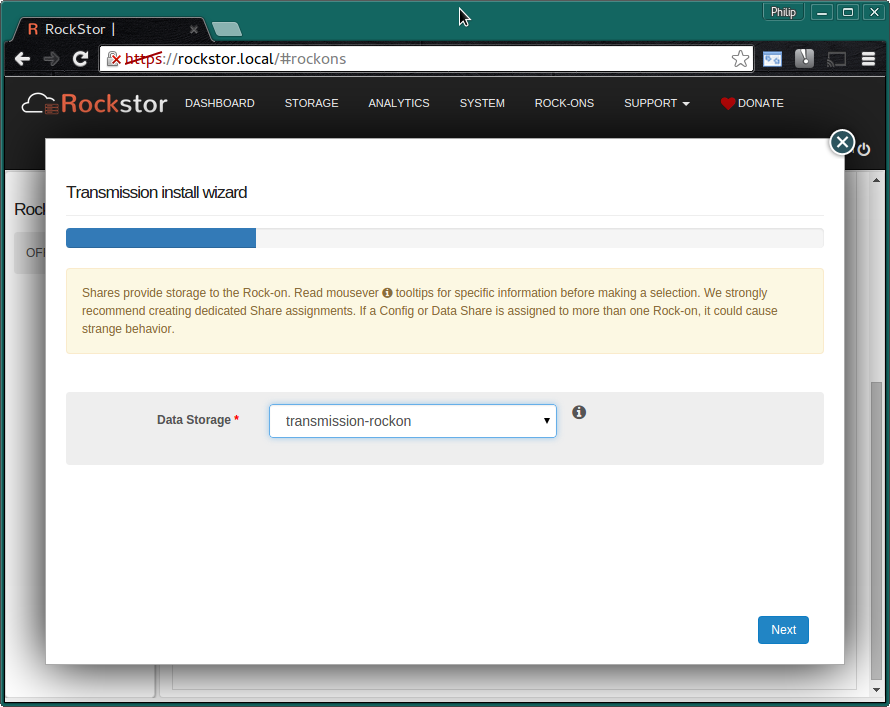 Philip
RockStor |
https://rockstor.local/#rockons
Rockstor DASHBOARD STORAGE ANALYTICS SYSTEM ROCK-ONS SUPPORT DONATE
Transmission install wizard
Shares provide storage to the Rock-on. Read mousever tooltips for specific information before making a selection. We strongly
recommend creating dedicated Share assignments. If a Config or Data Share is assigned to more than one Rock-on, it could cause
strange behavior.
Data Storage * transmission-rockon
Next